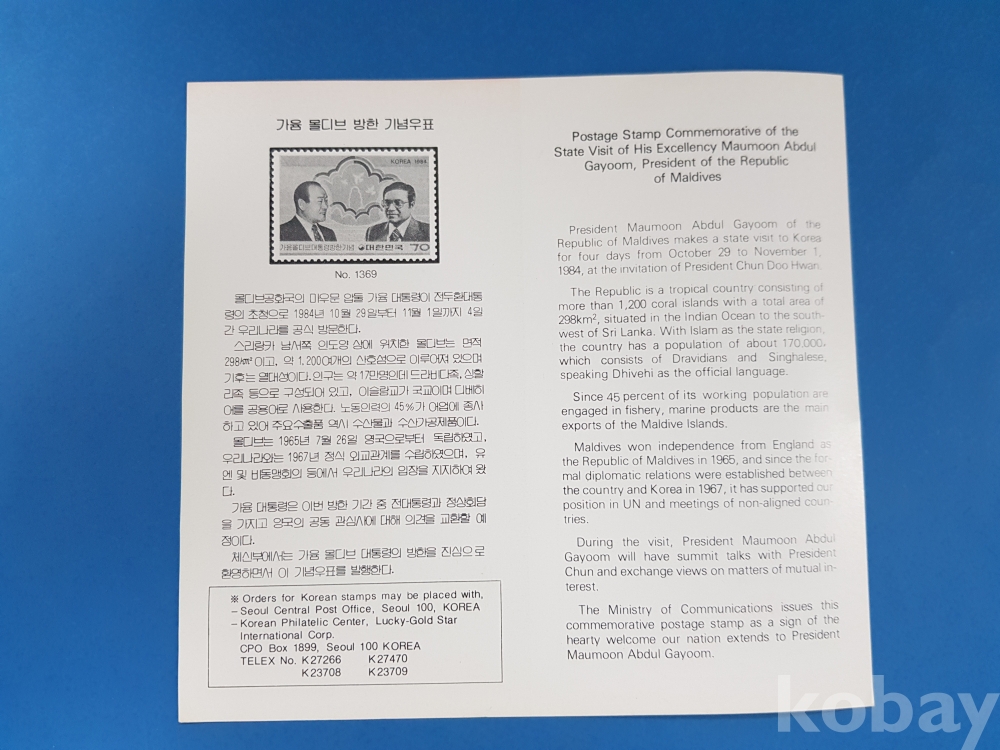 가윰 몰디브 방한 기념우표
KOREA 1984
가윰몰디브대통령방한기념 대한민국 70
No. 1369
몰디브공화국의 마우문 압둘 가윰 대통령이 전두환대통
령의 초청으로 1984년 10월 29일부터 11월 1일까지 4일
간 우리나라를 공식 방문한다.
스리랑카 남서쪽 인도양 상에 위치한 몰디브는 면적
298㎢이고, 약 1,200여개의 산호섬으로 이루어져 있으며
기후는 열대성이다. 인구는 약 17만명인데 드라비다족, 싱할
리족 등으로 구성되어 있고, 이슬람교가 국교이며 디베히
어를 공용어로 사용한다. 노동인력의 45%가 어업에 종사
하고 있어 주요수출품 역시 수산물과 수산가공제품이다.
몰디브는 1965년 7월 26일 영국으로부터 독립하였고,
우리나라와는 1967년 정식 외교관계를 수립하였으며, 유
엔 및 비동맹회의 등에서 우리나라의 입장을 지지하여 왔
다.
가윰 대통령은 이번 방한 기간 중 전대통령과 정상회담
을 가지고 양국의 공동 관심사에 대해 의견을 교환할 예
정이다.
체신부에서는 가윰 몰디브 대통령의 방한을 진심으로
환영하면서 이 기념우표를 발행한다.
※ Orders for Korean stamps may be placed with,
– Seoul Central Post Office, Seoul 100, KOREA
– Korean Philatelic Center, Lucky-Gold Star
International Corp.
CPO Box 1899, Seoul 100 KOREA
TELEX No. K27266 K27470
K23708 K23709
Postage Stamp Commemorative of the
State Visit of His Excellency Maumoon Abdul
Gayoom, President of the Republic
of Maldives
President Maumoon Abdul Gayoom of the
Republic of Maldives makes a state visit to Korea
for four days from October 29 to November 1,
1984, at the invitation of President Chun Doo Hwan.
The Republic is a tropical country consisting of
more than 1,200 coral islands with a total area of
298km², situated in the Indian Ocean to the south-
west of Sri Lanka. With Islam as the state religion,
the country has a population of about 170,000,
which consists of Dravidians and Singhalese,
speaking Dhivehi as the official language.
Since 45 percent of its working population are
engaged in fishery, marine products are the main
exports of the Maldive Islands.
Maldives won independence from England as
the Republic of Maldives in 1965, and since the for-
mal diplomatic relations were established between
the country and Korea in 1967, it has supported our
position in UN and meetings of non-aligned coun-
tries.
During the visit, President Maumoon Abdul
Gayoom will have summit talks with President
Chun and exchange views on matters of mutual in-
terest.
The Ministry of Communications issues this
commemorative postage stamp as a sign of the
hearty welcome our nation extends to President
Maumoon Abdul Gayoom.
kobay